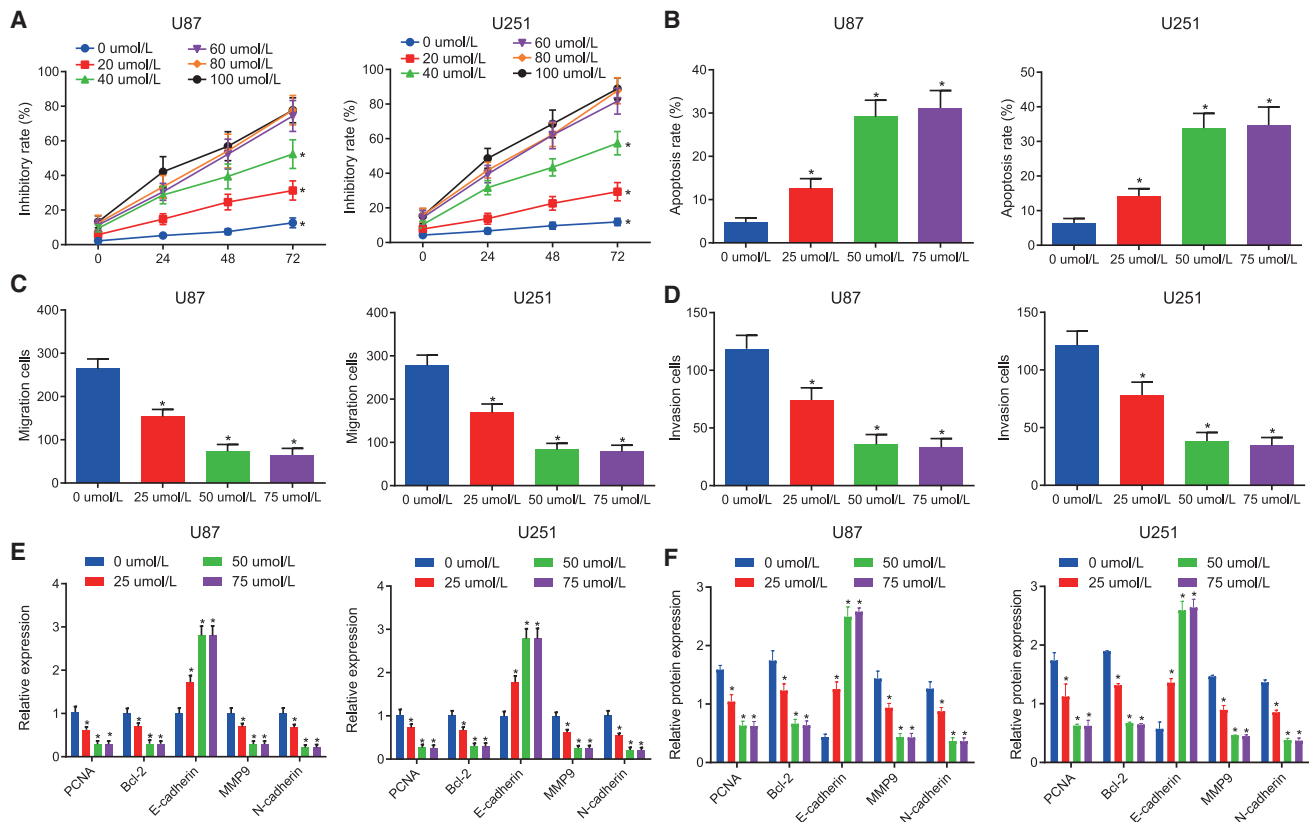 A
U87
0 umol/L
20 umol/L
40 umol/L
60 umol/L
80 umol/L
100 umol/L
Inhibitory rate (%)
100
80
60
40
20
0
0 24 48 72
*
*
*
U251
0 umol/L
20 umol/L
40 umol/L
60 umol/L
80 umol/L
100 umol/L
Inhibitory rate (%)
100
80
60
40
20
0
0 24 48 72
*
*
*
B
U87
Apoptosis rate (%)
40
30
20
10
0
* * *
0 umol/L 25 umol/L 50 umol/L 75 umol/L
U251
Apoptosis rate (%)
50
40
30
20
10
0
* * *
0 umol/L 25 umol/L 50 umol/L 75 umol/L
C
U87
Migration cells
400
300
200
100
0
* * *
0 umol/L 25 umol/L 50 umol/L 75 umol/L
U251
Migration cells
400
300
200
100
0
* * *
0 umol/L 25 umol/L 50 umol/L 75 umol/L
D
U87
Invasion cells
150
100
50
0
* * *
0 umol/L 25 umol/L 50 umol/L 75 umol/L
U251
Invasion cells
150
100
50
0
* * *
0 umol/L 25 umol/L 50 umol/L 75 umol/L
E
U87
0 umol/L
25 umol/L
50 umol/L
75 umol/L
Relative expression
4
3
2
1
0
* * * * * * * * * * * * * * *
PCNA Bcl-2 E-cadherin MMP9 N-cadherin
U251
0 umol/L
25 umol/L
50 umol/L
75 umol/L
Relative expression
4
3
2
1
0
* * * * * * * * * * * * * * *
PCNA Bcl-2 E-cadherin MMP9 N-cadherin
F
U87
0 umol/L
25 umol/L
50 umol/L
75 umol/L
Relative protein expression
3
2
1
0
* * * * * * * * * * * * * * *
PCNA Bcl-2 E-cadherin MMP9 N-cadherin
U251
0 umol/L
25 umol/L
50 umol/L
75 umol/L
Relative protein expression
3
2
1
0
* * * * * * * * * * * * * * *
PCNA Bcl-2 E-cadherin MMP9 N-cadherin